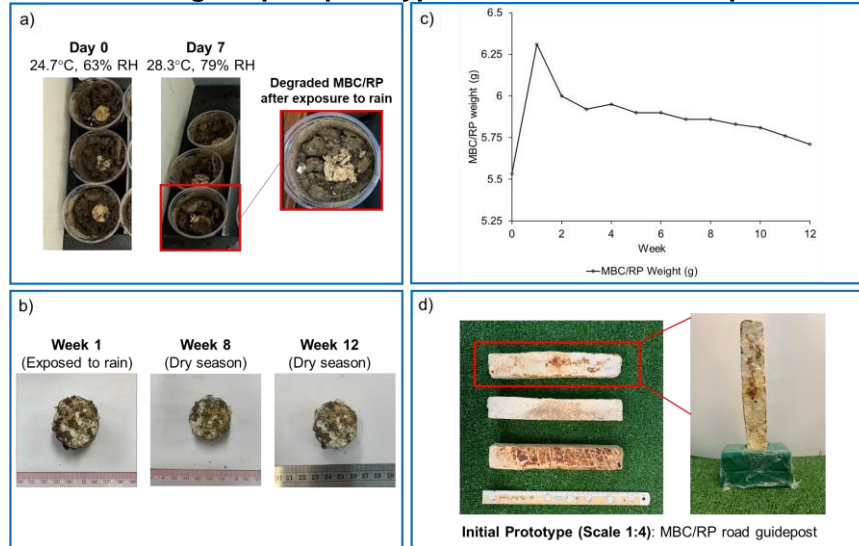 a)
Day 0
24.7°C, 63% RH
Day 7
28.3°C, 79% RH
Degraded MBC/RP
after exposure to rain
b)
Week 1
(Exposed to rain)
Week 8
(Dry season)
Week 12
(Dry season)
c)
MBC/RP weight (g)
6.5
6.25
6
5.75
5.5
5.25
0
2
4
6
8
10
12
Week
MBC/RP Weight (g)
d)
Initial Prototype (Scale 1:4): MBC/RP road guidepost